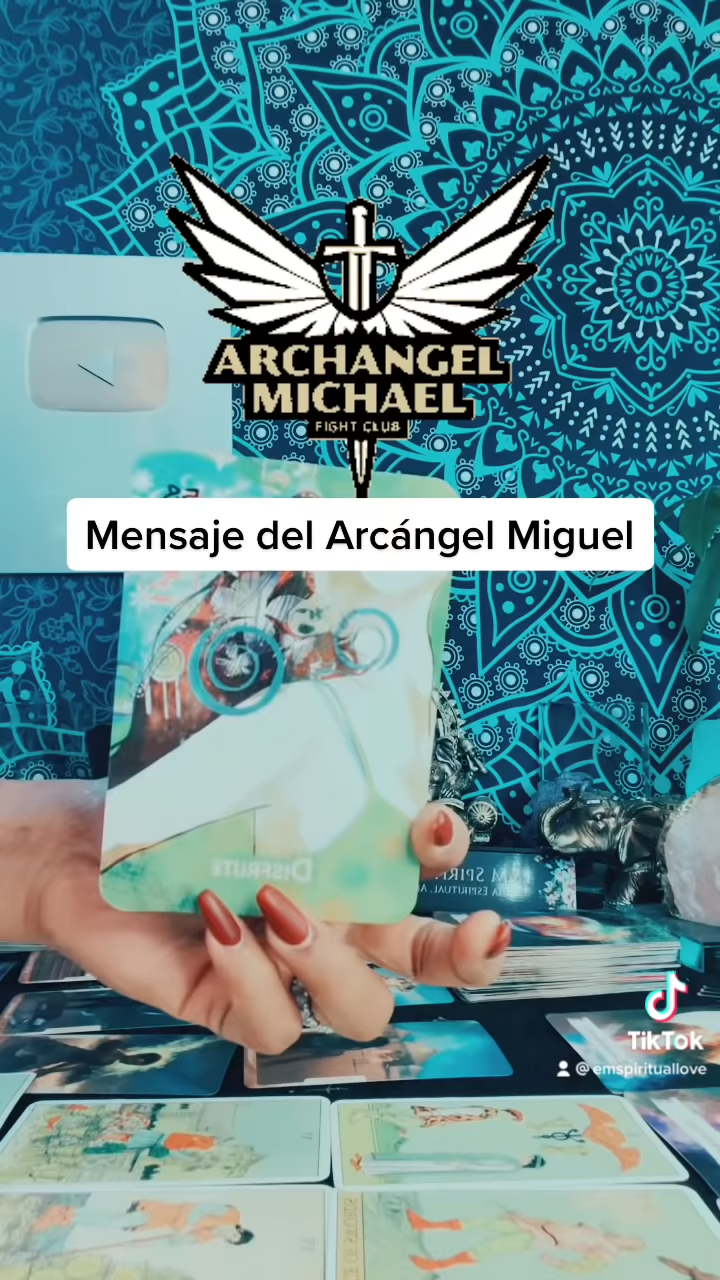 ARCHANGEL
MICHAEL
FIGHT CLUB
Mensaje del Arcángel Miguel
DISFRUTE
TikTok
@emspirituallove